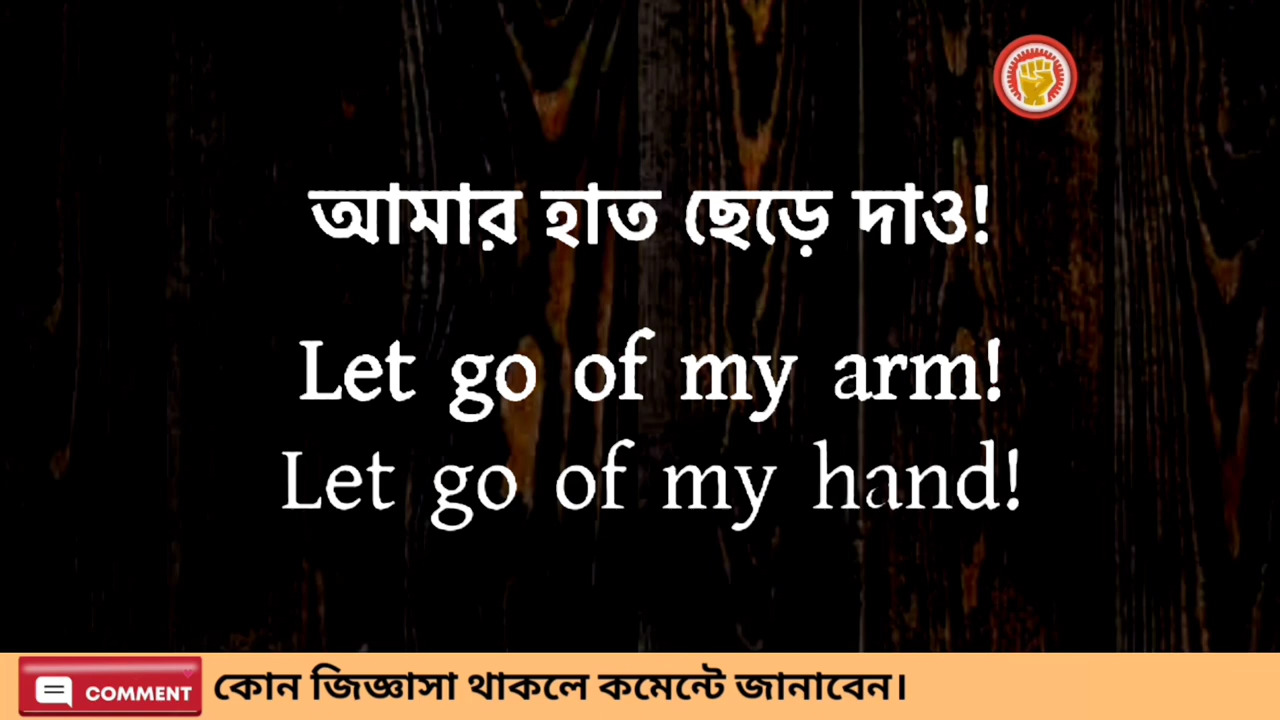 আমার হাত ছেড়ে দাও!
Let go of my arm!
Let go of my hand!
COMMENT কোন জিজ্ঞাসা থাকলে কমেন্টে জানাবেন।